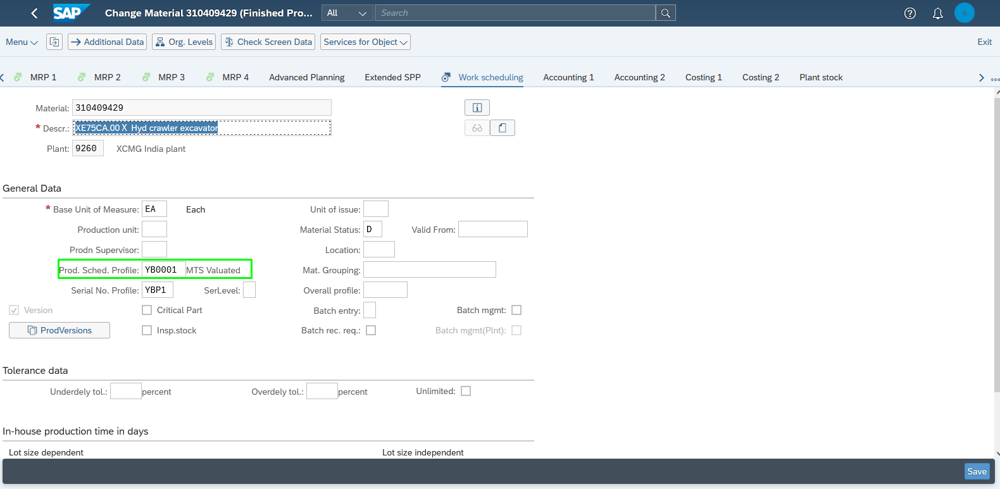 SAP Change Material 310409429 (Finished Pro... All Search
Menu Additional Data Org. Levels Check Screen Data Services for Object Exit
MRP 1 MRP 2 MRP 3 MRP 4 Advanced Planning Extended SPP Work scheduling Accounting 1 Accounting 2 Costing 1 Costing 2 Plant stock
Material: 310409429
* Descr.: XE75CA.00Ⅹ Hyd crawler excavator
Plant: 9260 XCMG India plant
General Data
* Base Unit of Measure: EA Each Unit of issue:
Production unit: Material Status: D Valid From:
Prodn Supervisor: Location:
Prod. Sched. Profile: YB0001 MTS Valuated Mat. Grouping:
Serial No. Profile: YBP1 SerLevel: Overall profile:
Version Critical Part Batch entry: Batch mgmt:
ProdVersions Insp.stock Batch rec. req.: Batch mgmt(Plnt):
Tolerance data
Underdely tol.: percent Overdely tol.: percent Unlimited:
In-house production time in days
Lot size dependent Lot size independent
Save